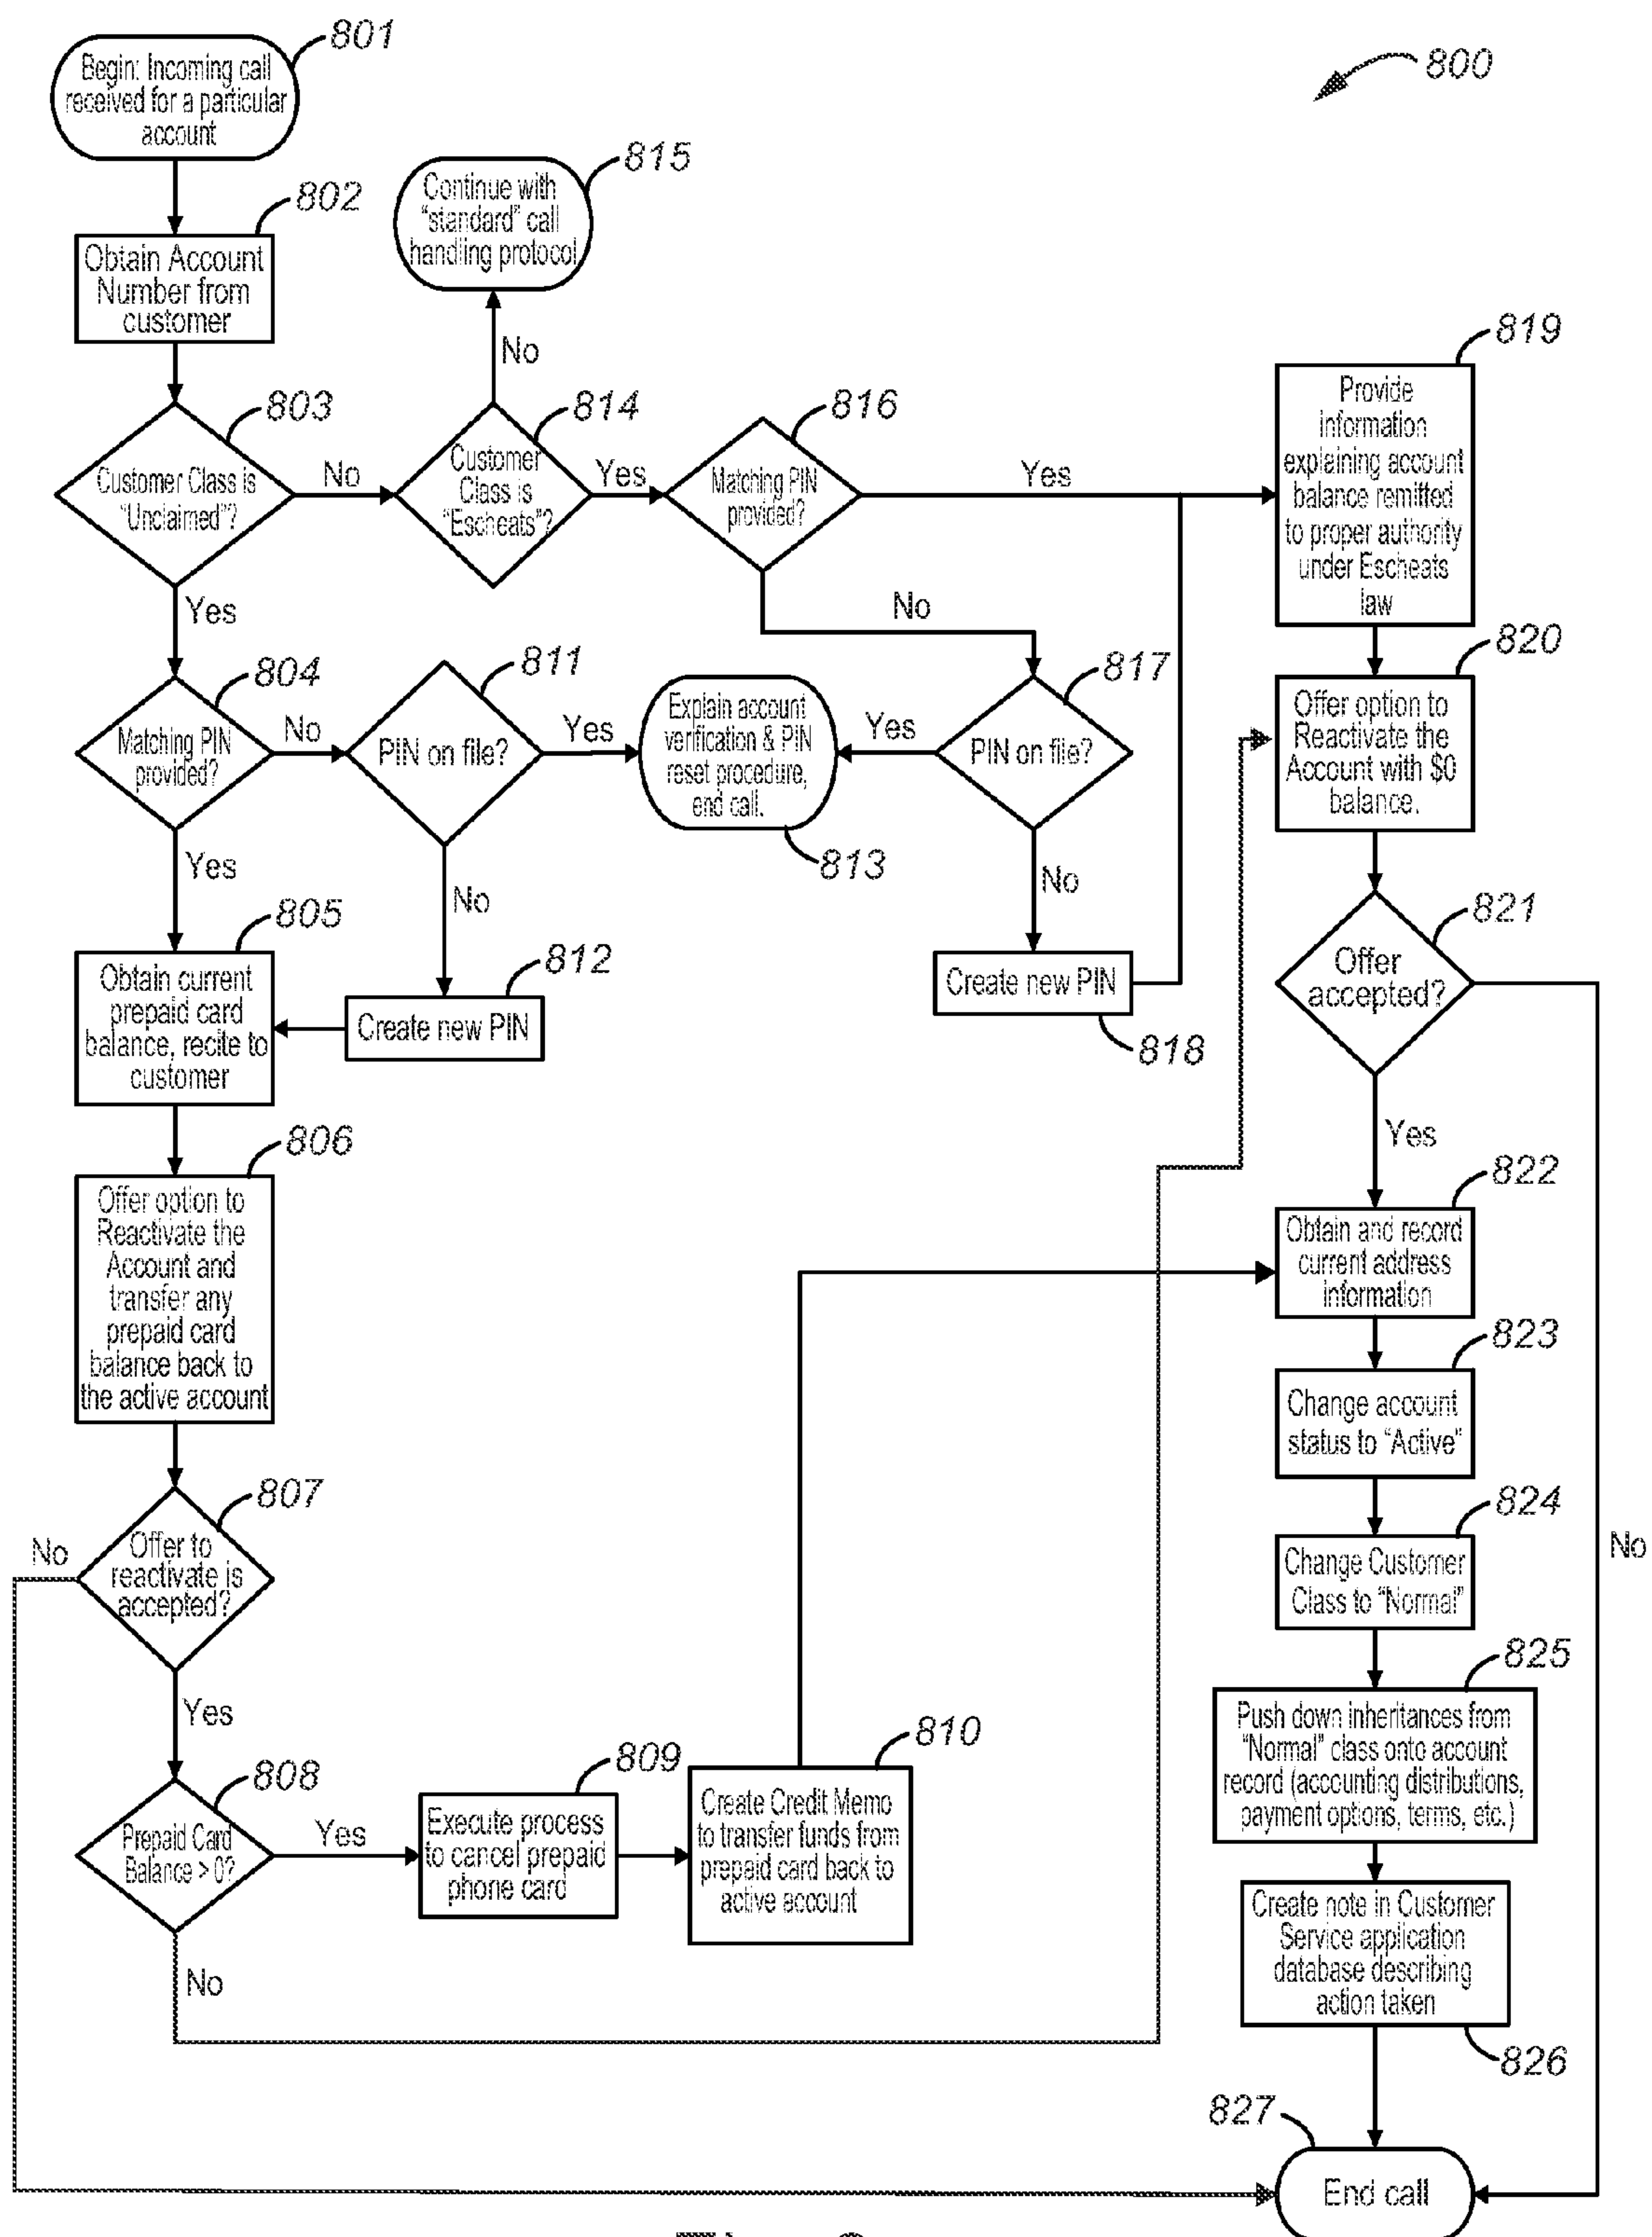 801
Begin: Incoming call
received for a particular
account
800
815
Continue with
"standard" call
handling protocol
802
Obtain Account
Number from
customer
No
819
Provide
information
explaining account
balance remitted
to proper authority
under Escheats
law
803
Customer Class is
"Unclaimed"?
No
814
Customer
Class is
"Escheats"?
Yes
816
Matching PIN
provided?
Yes
Yes
No
820
Offer option to
Reactivate the
Account with $0
balance.
804
Matching PIN
provided?
No
811
PIN on file?
Yes
Explain account
verification & PIN
reset procedure,
end call.
813
Yes
817
PIN on file?
Yes
No
No
821
Offer
accepted?
805
Obtain current
prepaid card
balance, recite to
customer
812
Create new PIN
Create new PIN
818
Yes
806
Offer option to
Reactivate the
Account and
transfer any
prepaid card
balance back to
the active account
822
Obtain and record
current address
information
823
Change account
status to "Active"
807
Offer to
reactivate is
accepted?
No
824
Change Customer
Class to "Normal"
No
Yes
825
Push down inheritances from
"Normal" class onto account
record (accounting distributions,
payment options, terms, etc.)
808
Prepaid Card
Balance > 0?
Yes
809
Execute process
to cancel prepaid
phone card
810
Create Credit Memo
to transfer funds from
prepaid card back to
active account
No
Create note in Customer
Service application
database describing
action taken
826
827
End call